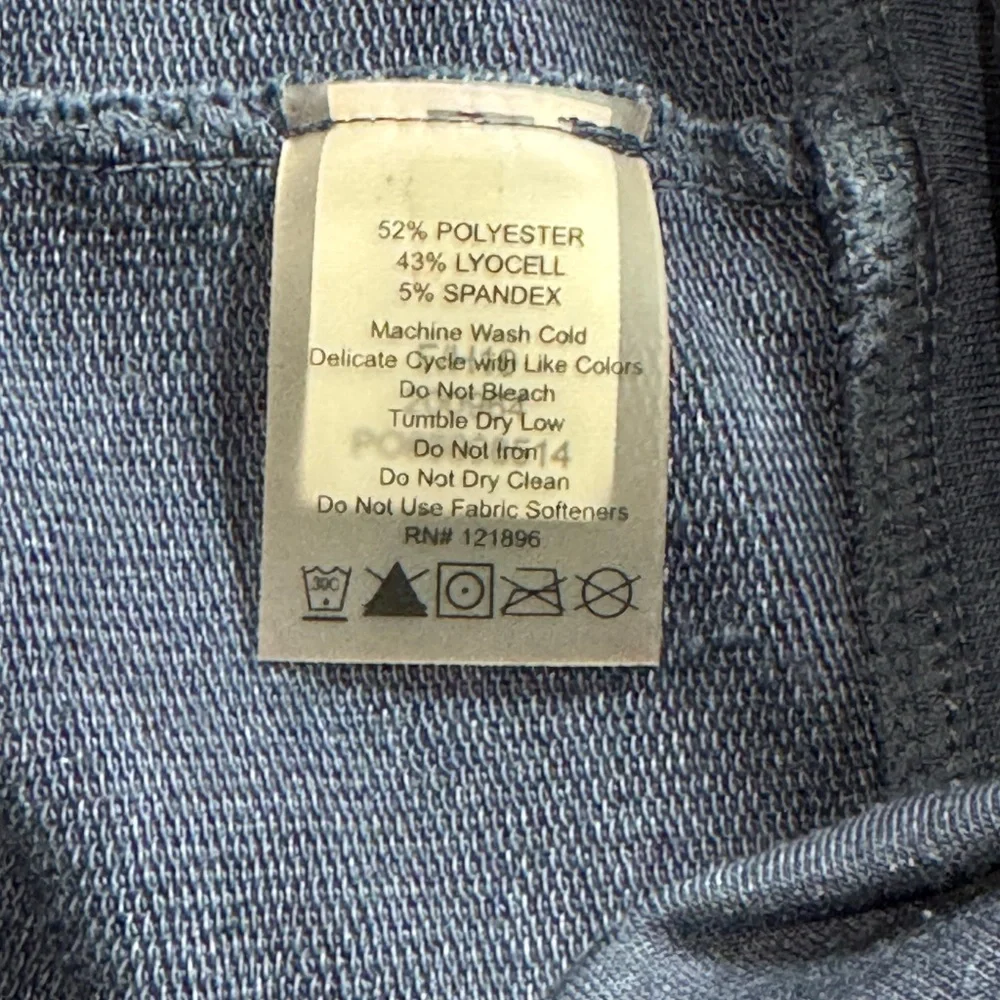 52% POLYESTER
43% LYOCELL
5% SPANDEX
Machine Wash Cold
Delicate Cycle with Like Colors
Do Not Bleach
Tumble Dry Low
Do Not Iron
Do Not Dry Clean
Do Not Use Fabric Softeners
RN# 121896
30C